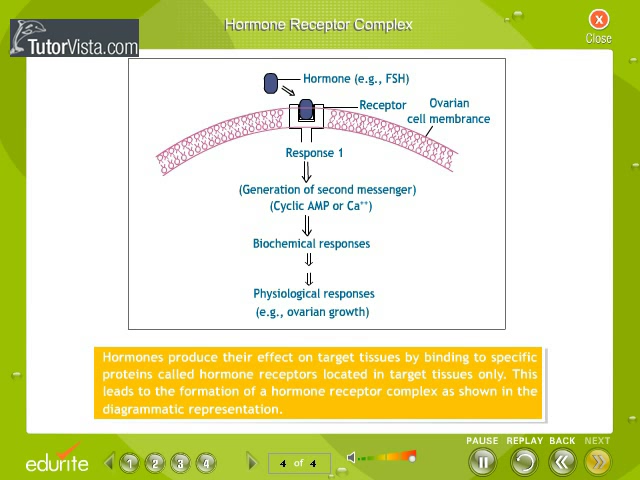 Hormone Receptor Complex
Close
TutorVista.com
Hormone (e.g., FSH)
Receptor
Ovarian
cell membrance
Response 1
(Generation of second messenger)
(Cyclic AMP or Ca⁺⁺)
Biochemical responses
Physiological responses
(e.g., ovarian growth)
Hormones produce their effect on target tissues by binding to specific
proteins called hormone receptors located in target tissues only. This
leads to the formation of a hormone receptor complex as shown in the
diagrammatic representation.
PAUSE REPLAY BACK NEXT
edurite
1 2 3 4
4 of 4